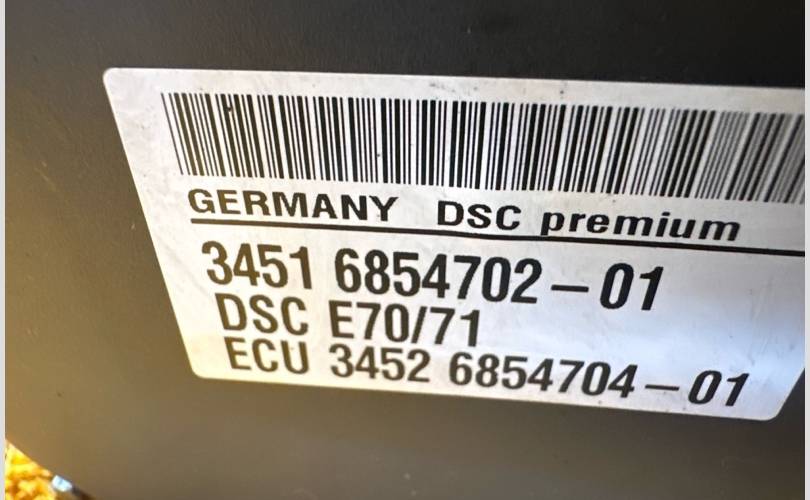 GERMANY DSC premium
3451 6854702-01
DSC E70/71
ECU 3452 6854704-01